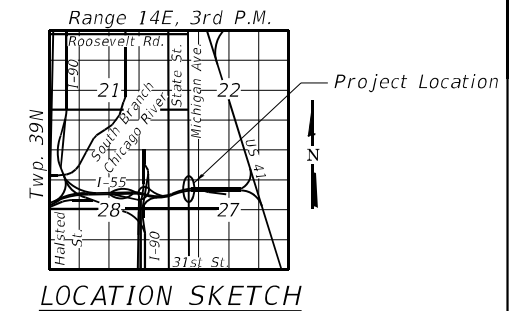 Range 14E, 3rd P.M.
Roosevelt Rd.
I-90
21
State St.
Michigan Ave.
22
Project Location
Twp. 39N
South Branch
Chicago River
US 41
N
I-55
28
27
Halsted
St.
I-90
31st St.
LOCATION SKETCH